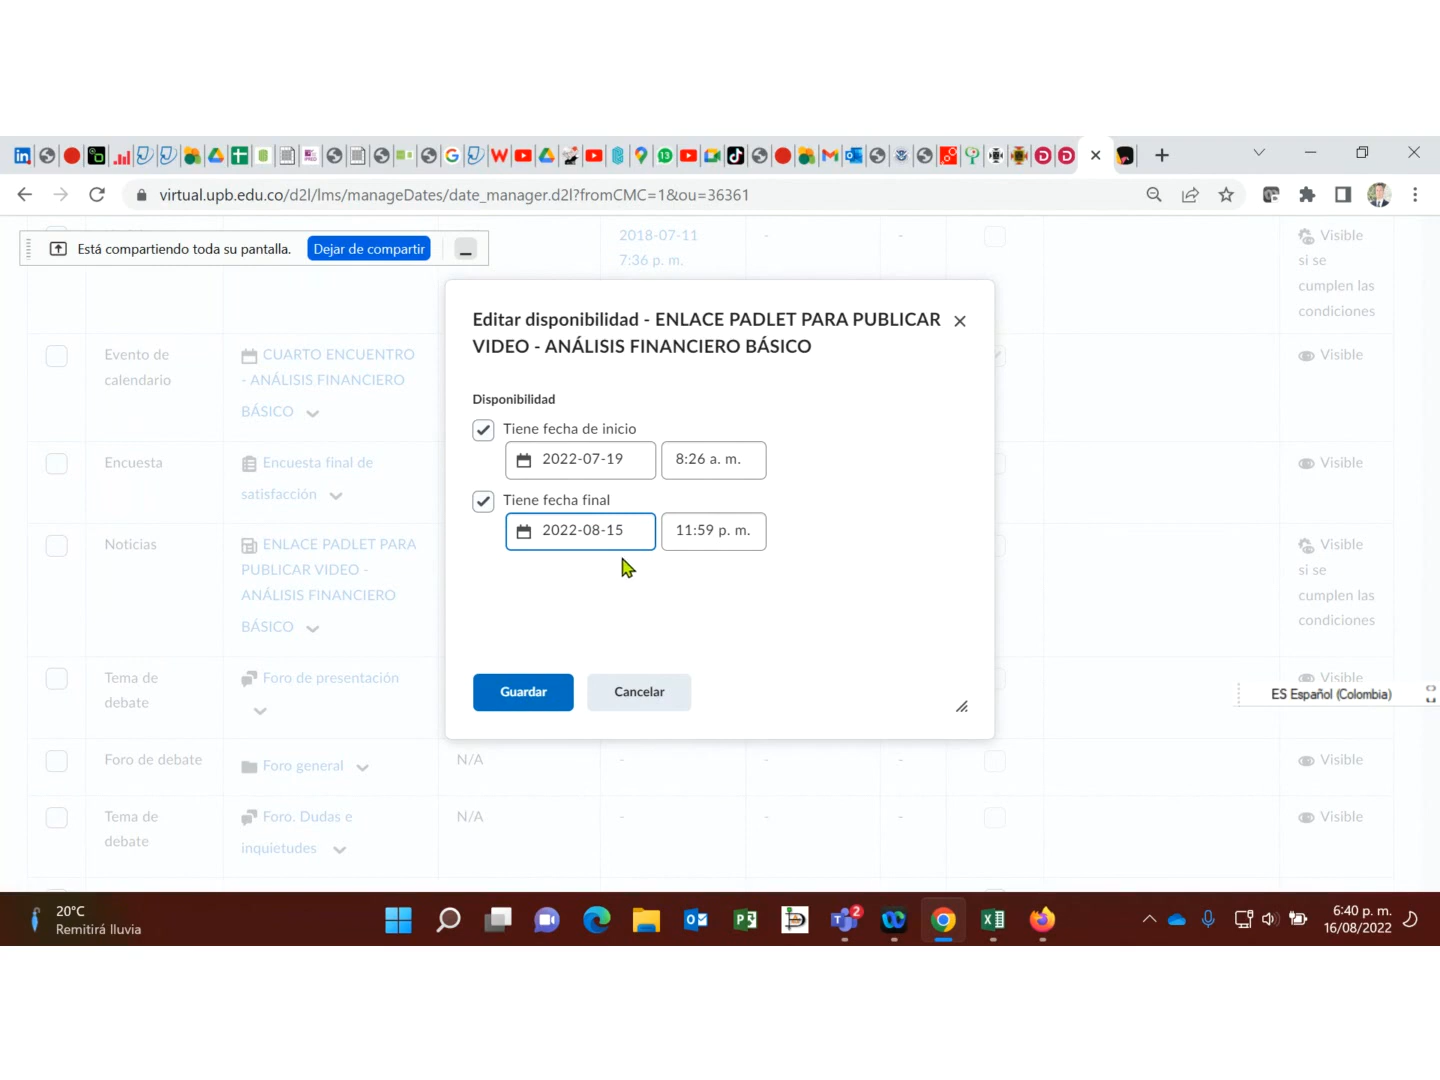 virtual.upb.edu.co/d2l/lms/manageDates/date_manager.d2l?fromCMC=1&ou=36361
Está compartiendo toda su pantalla.
Dejar de compartir
2018-07-11
7:36 p. m.
-
-
Visible
si se
cumplen las
condiciones
Editar disponibilidad - ENLACE PADLET PARA PUBLICAR
VIDEO - ANÁLISIS FINANCIERO BÁSICO
Disponibilidad
Tiene fecha de inicio
2022-07-19
8:26 a. m.
Tiene fecha final
2022-08-15
11:59 p. m.
Guardar
Cancelar
Evento de
calendario
CUARTO ENCUENTRO
- ANÁLISIS FINANCIERO
BÁSICO
Visible
Encuesta
Encuesta final de
satisfacción
Visible
Noticias
ENLACE PADLET PARA
PUBLICAR VIDEO -
ANÁLISIS FINANCIERO
BÁSICO
Visible
si se
cumplen las
condiciones
Tema de
debate
Foro de presentación
Visible
ES Español (Colombia)
Foro de debate
Foro general
N/A
-
-
-
Visible
Tema de
debate
Foro. Dudas e
inquietudes
N/A
-
-
-
Visible
20°C
Remitirá lluvia
2
6:40 p. m.
16/08/2022